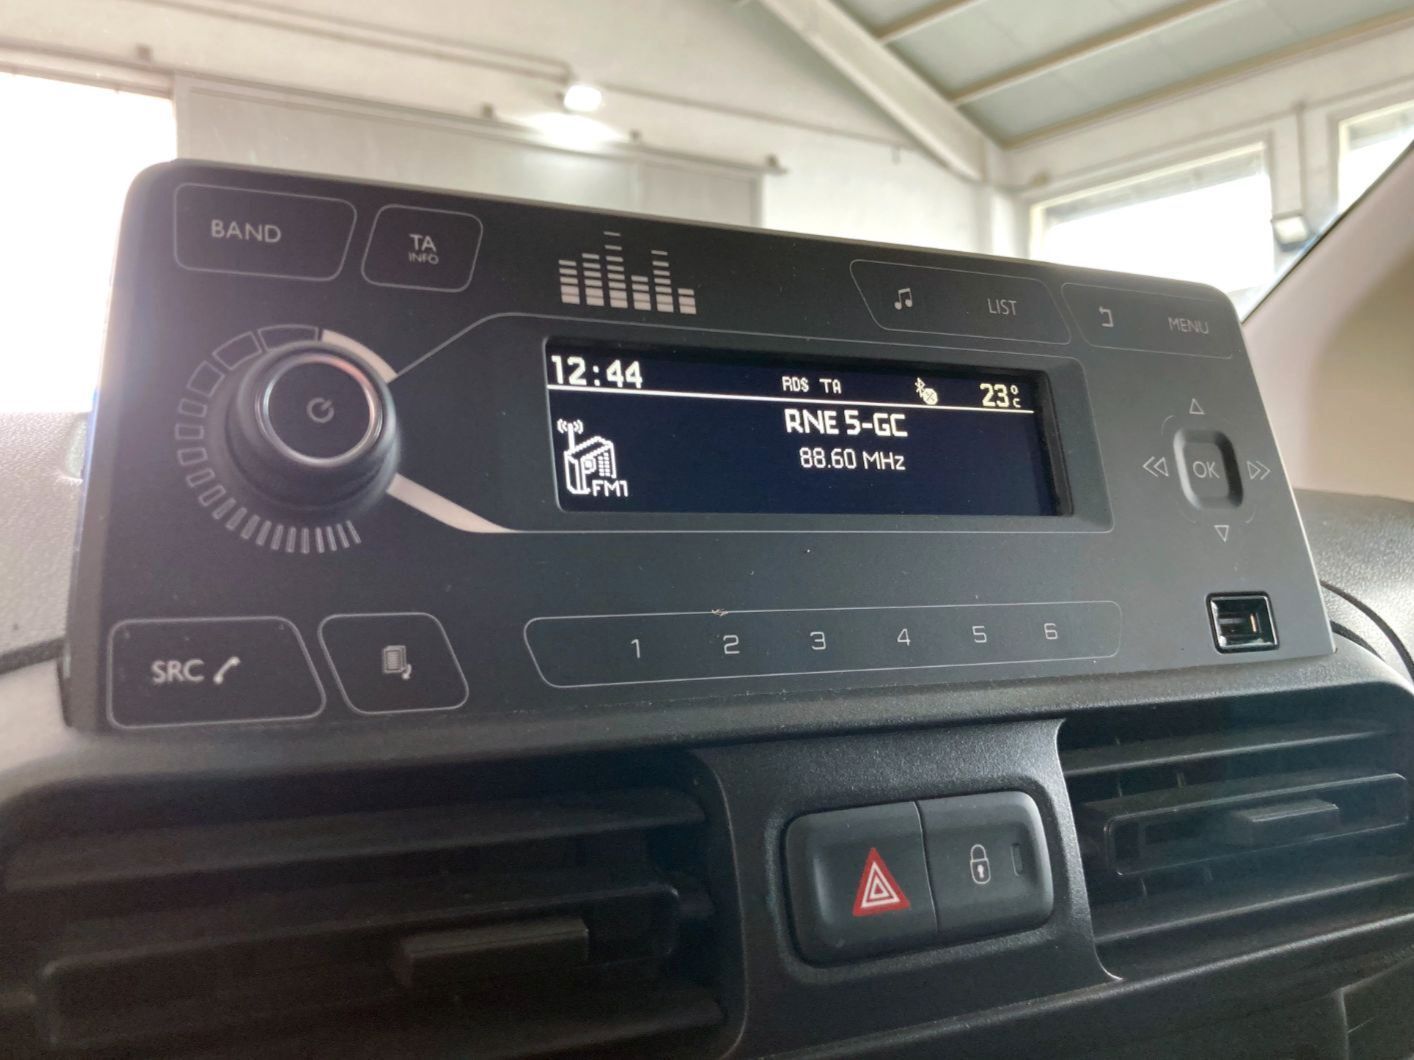 BAND
TA
INFO
LIST
MENU
12:44
RDS TA
23°C
RNE 5-GC
88.60 MHz
FM1
OK
SRC
1 2 3 4 5 6